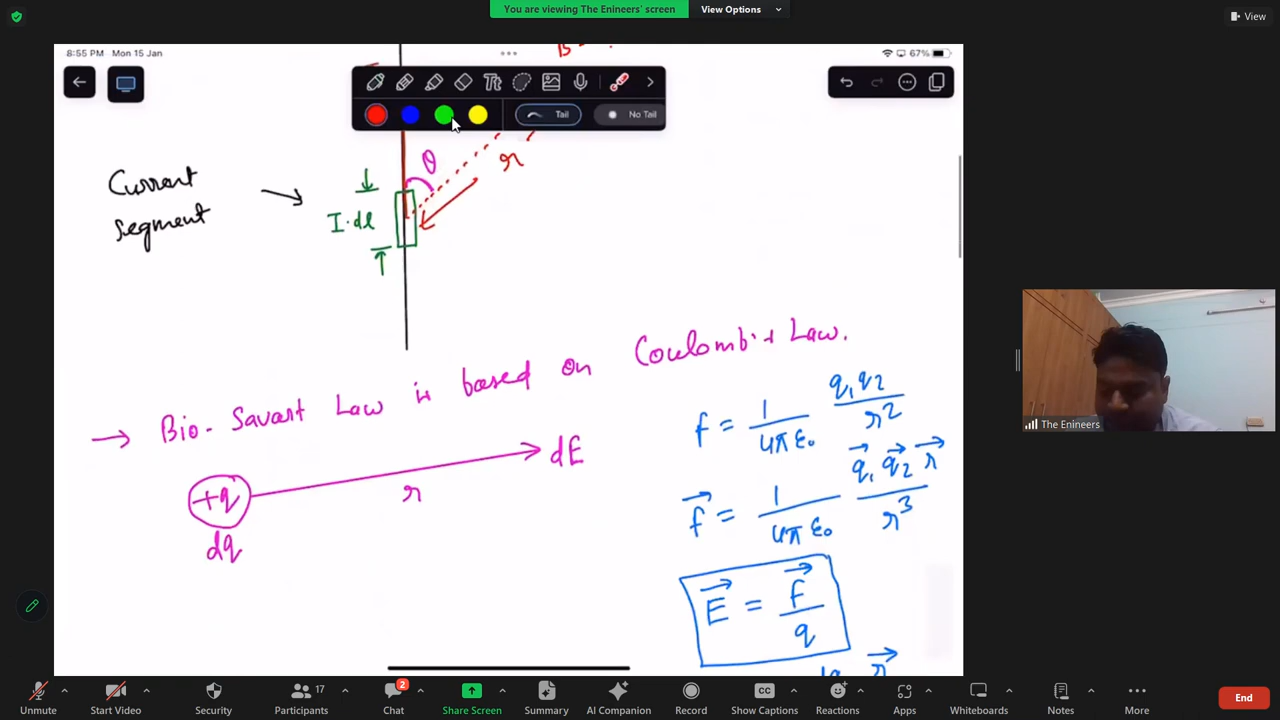 You are viewing The Enineers' screen
View Options
View
8:55 PM Mon 15 Jan
67%
Tail
No Tail
θ
r
Current
segment
I·dl
→ Bio-Savart Law is based on Coulomb's Law.
+q
r
dE
dq
f = 1/4πε₀ q₁q₂/r²
f⃗ = 1/4πε₀ q⃗₁q⃗₂r⃗/r³
E⃗ = f⃗/q
The Enineers
Unmute
Start Video
Security
17
Participants
2
Chat
Share Screen
Summary
AI Companion
Record
CC
Show Captions
Reactions
Apps
Whiteboards
Notes
More
End